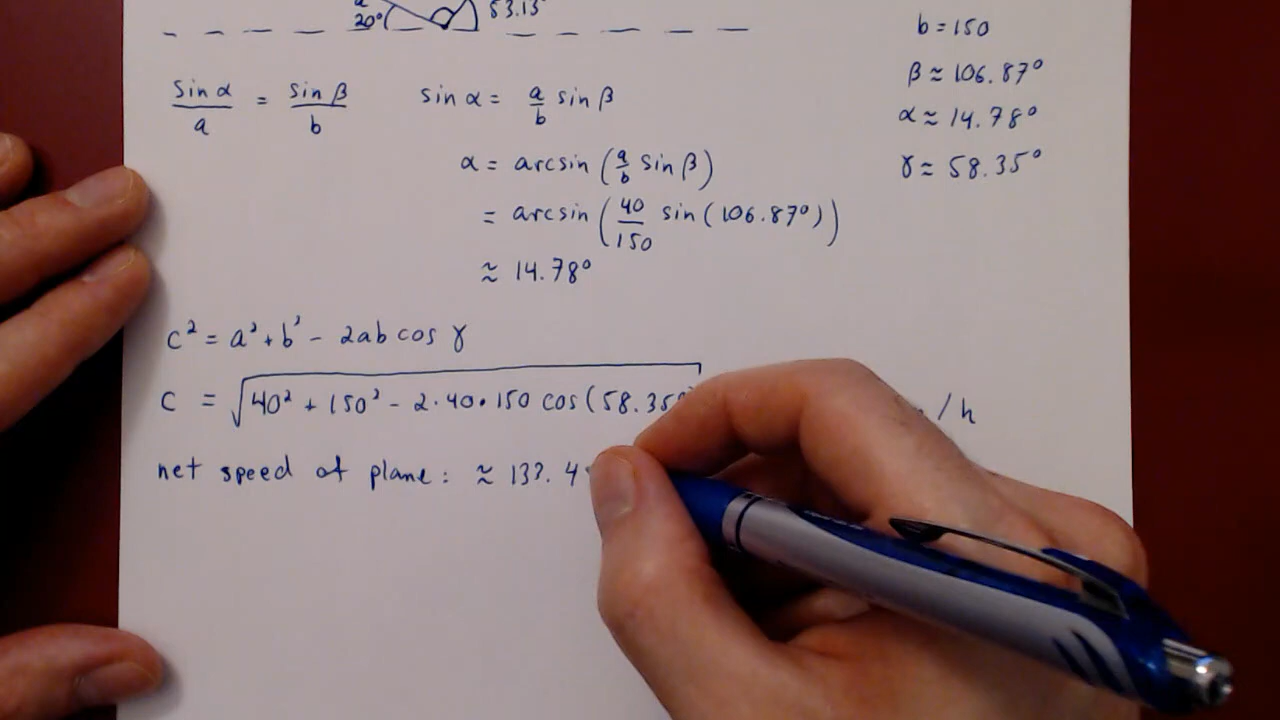 20° 53.13°
b = 150
β ≈ 106.87°
α ≈ 14.78°
γ ≈ 58.35°
sin α / a = sin β / b
sin α = a/b sin β
α = arcsin (a/b sin β)
= arcsin (40/150 sin(106.87°))
≈ 14.78°
c² = a² + b² - 2ab cos γ
c = √40² + 150² - 2·40·150 cos(58.35° /h
net speed of plane: ≈ 133.4